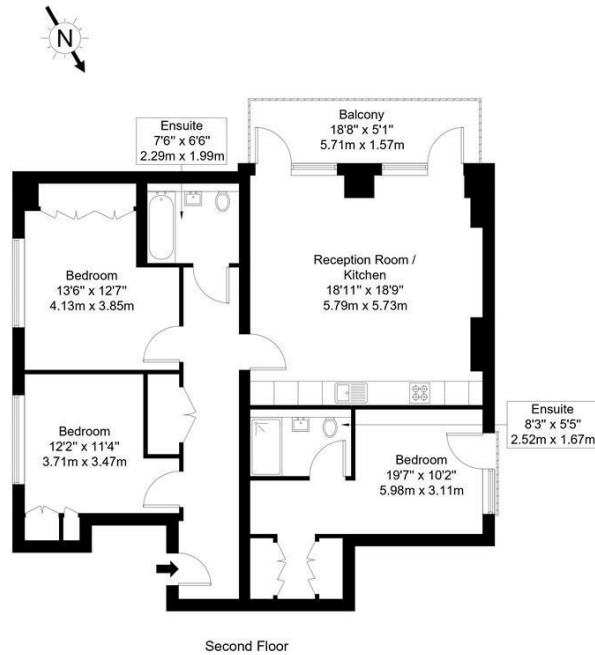 N
Ensuite
7'6" x 6'6"
2.29m x 1.99m
Balcony
18'8" x 5'1"
5.71m x 1.57m
Bedroom
13'6" x 12'7"
4.13m x 3.85m
Reception Room /
Kitchen
18'11" x 18'9"
5.79m x 5.73m
Bedroom
12'2" x 11'4"
3.71m x 3.47m
Ensuite
8'3" x 5'5"
2.52m x 1.67m
Bedroom
19'7" x 10'2"
5.98m x 3.11m
Second Floor